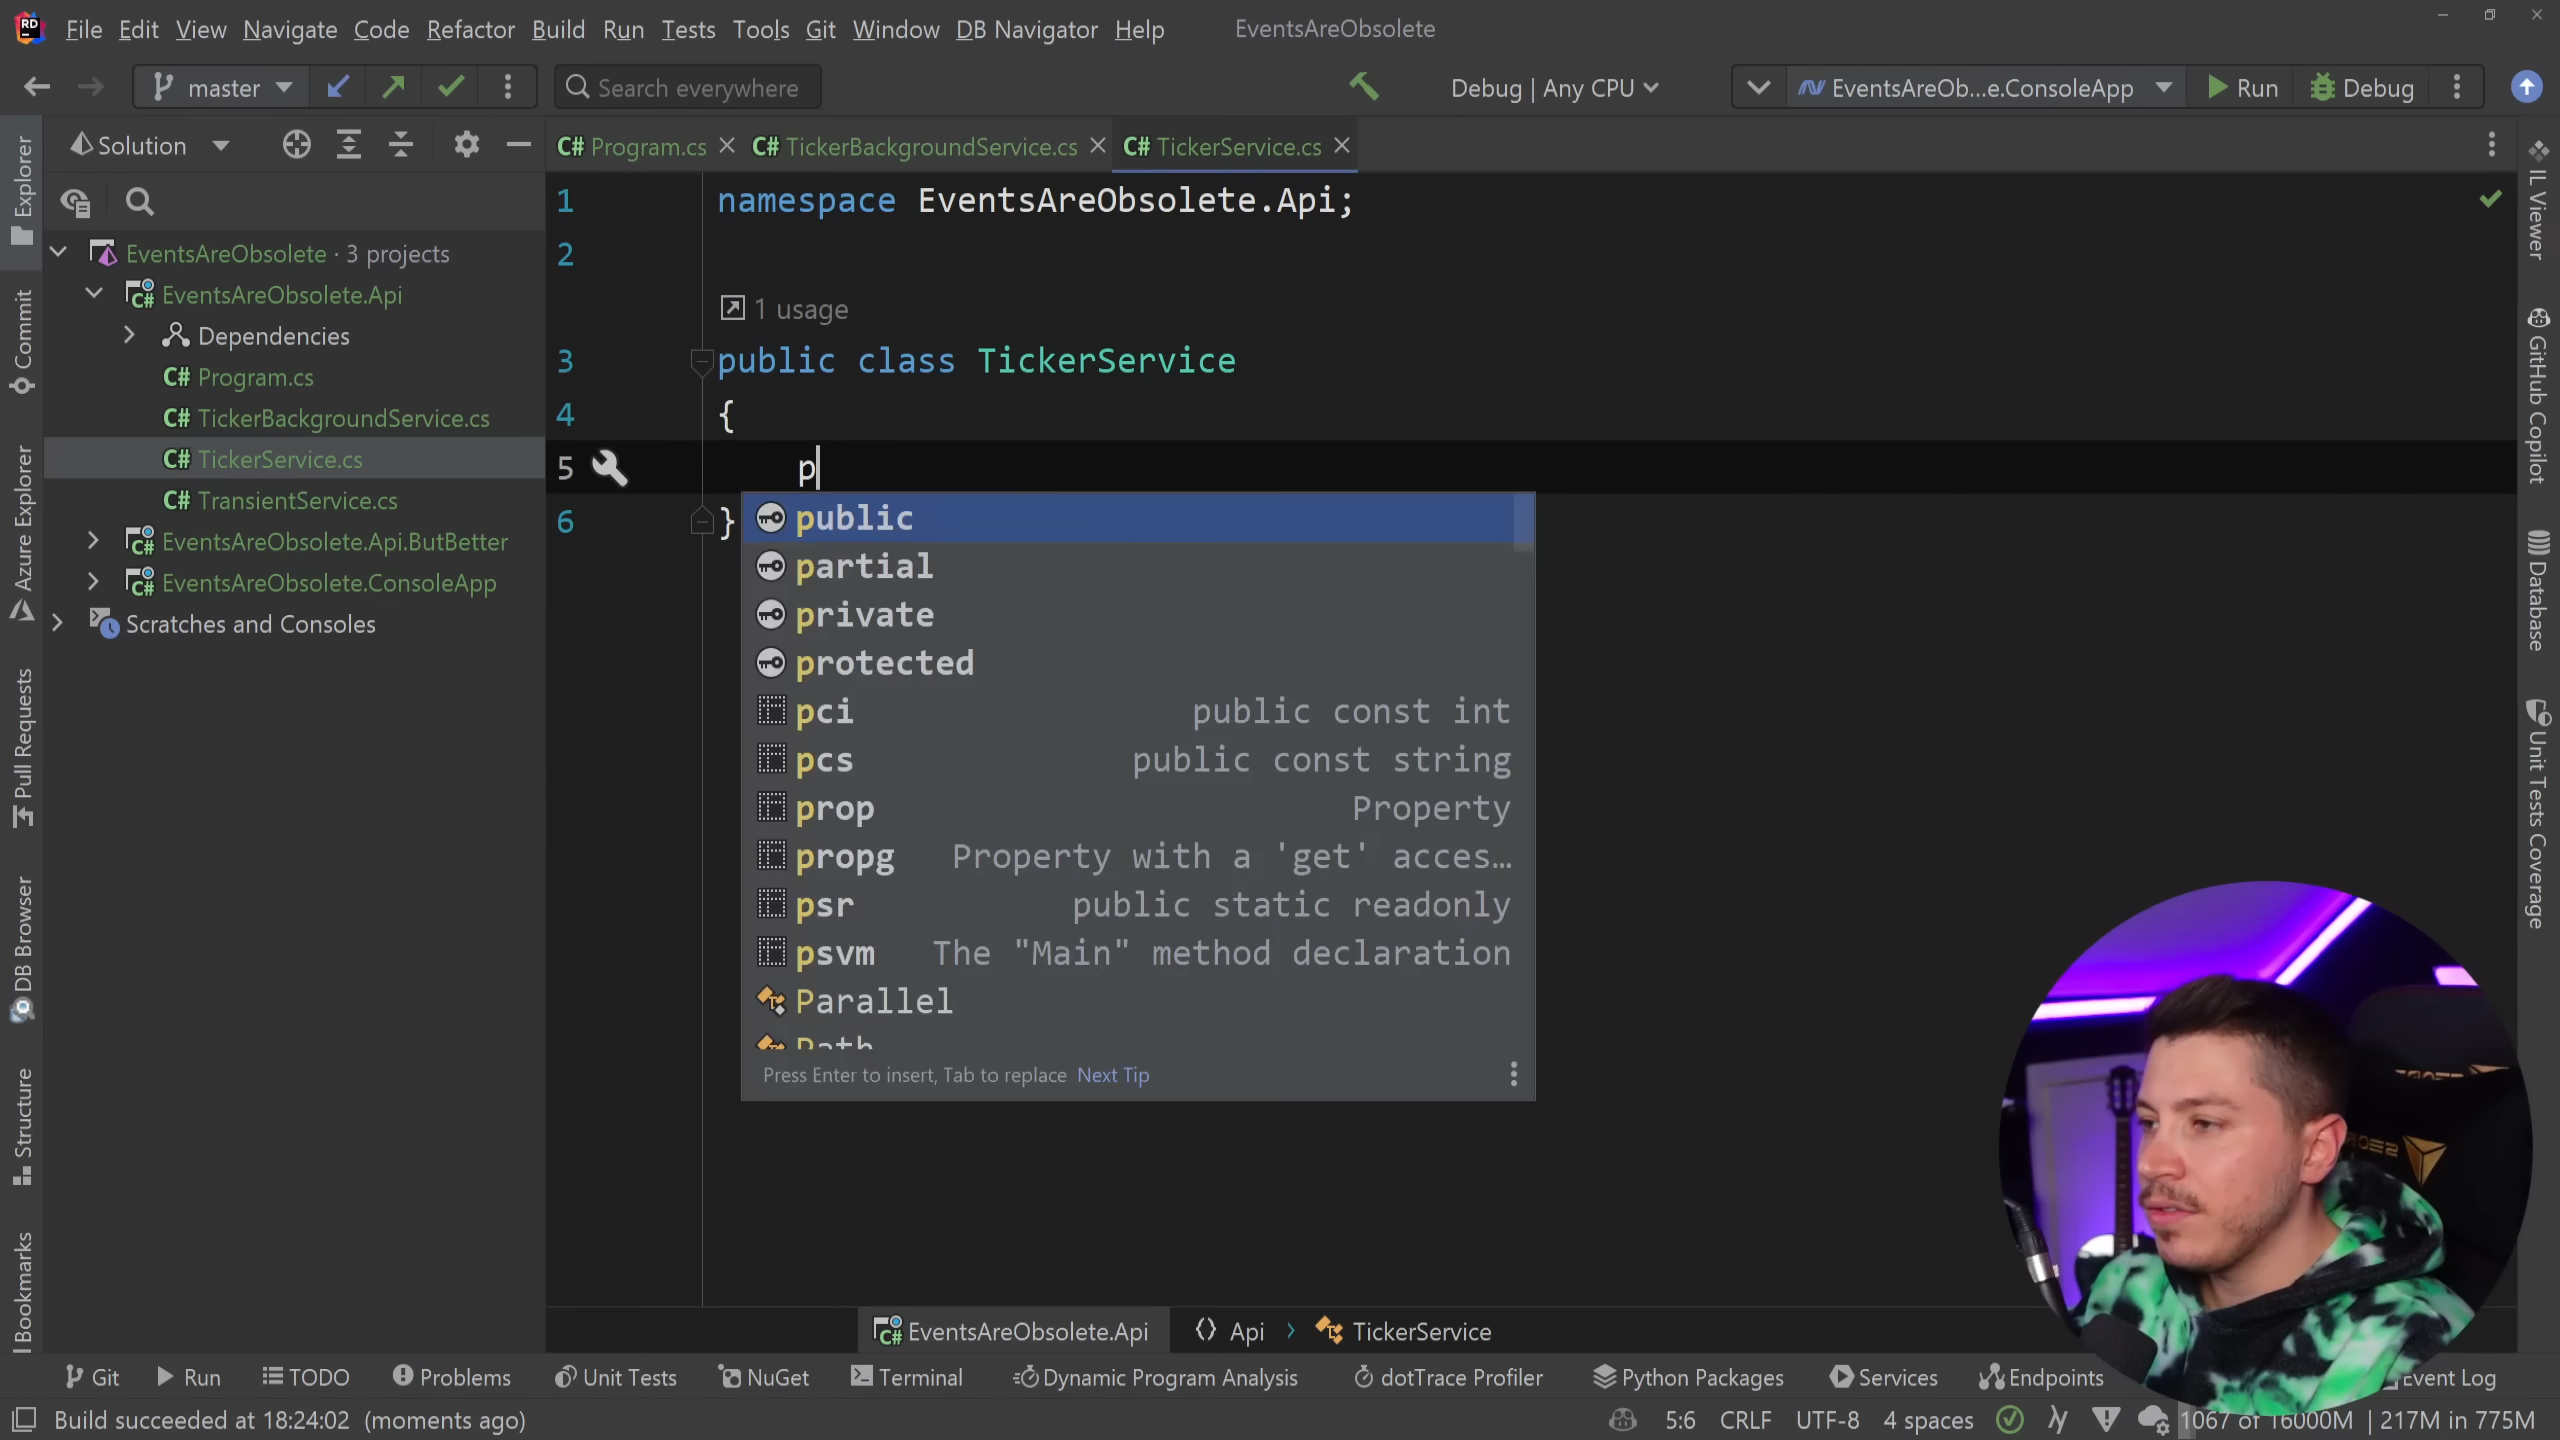 File Edit View Navigate Code Refactor Build Run Tests Tools Git Window DB Navigator Help EventsAreObsolete
master Search everywhere Debug | Any CPU EventsAreOb...e.ConsoleApp Run Debug
Solution
C# Program.cs C# TickerBackgroundService.cs C# TickerService.cs
Explorer
Commit
Azure Explorer
Pull Requests
DB Browser
Structure
Bookmarks
EventsAreObsolete · 3 projects
EventsAreObsolete.Api
Dependencies
C# Program.cs
C# TickerBackgroundService.cs
C# TickerService.cs
C# TransientService.cs
EventsAreObsolete.Api.ButBetter
EventsAreObsolete.ConsoleApp
Scratches and Consoles
1 namespace EventsAreObsolete.Api;
2
1 usage
3 public class TickerService
4 {
5 p
6 }
public
partial
private
protected
pci public const int
pcs public const string
prop Property
propg Property with a 'get' acces...
psr public static readonly
psvm The "Main" method declaration
Parallel
Path
Press Enter to insert, Tab to replace Next Tip
IL Viewer
GitHub Copilot
Database
Unit Tests Coverage
EventsAreObsolete.Api Api TickerService
Git Run TODO Problems Unit Tests NuGet Terminal Dynamic Program Analysis dotTrace Profiler Python Packages Services Endpoints Event Log
Build succeeded at 18:24:02 (moments ago) 5:6 CRLF UTF-8 4 spaces 1067 of 16000M | 217M in 775M